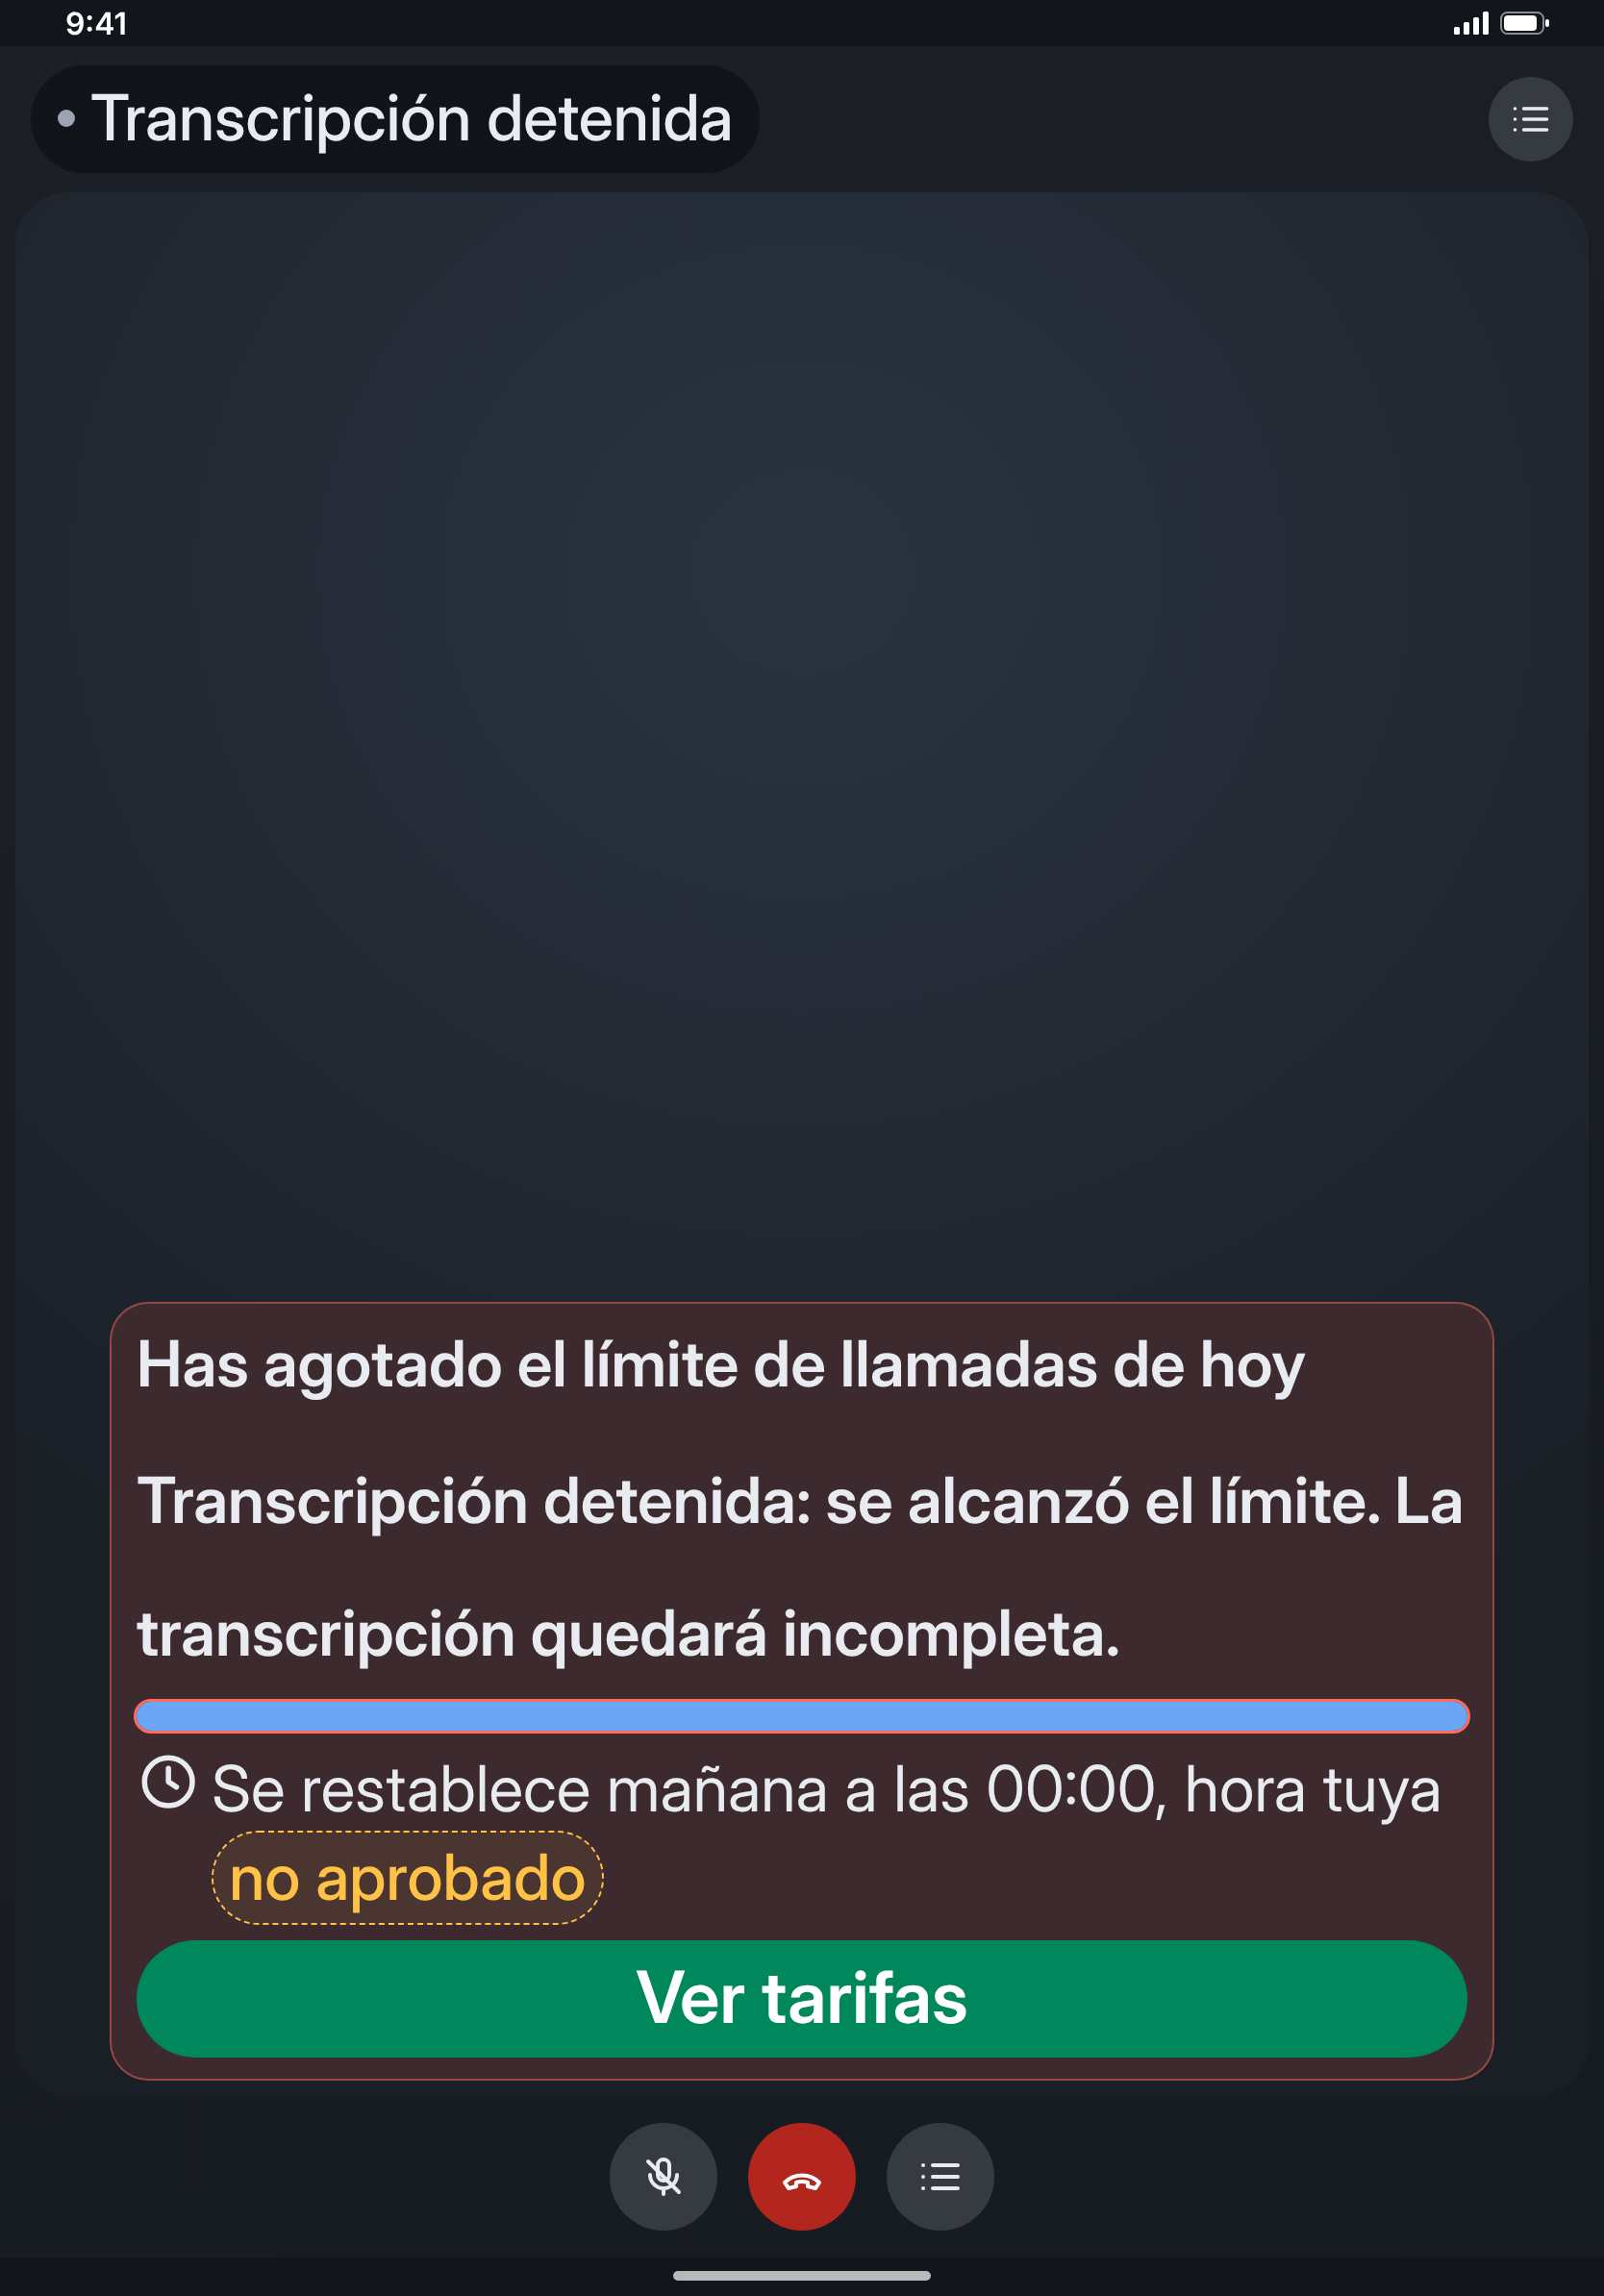 9:41
Transcripción detenida
Has agotado el límite de llamadas de hoy
Transcripción detenida: se alcanzó el límite. La
transcripción quedará incompleta.
Se restablece mañana a las 00:00, hora tuya
no aprobado
Ver tarifas